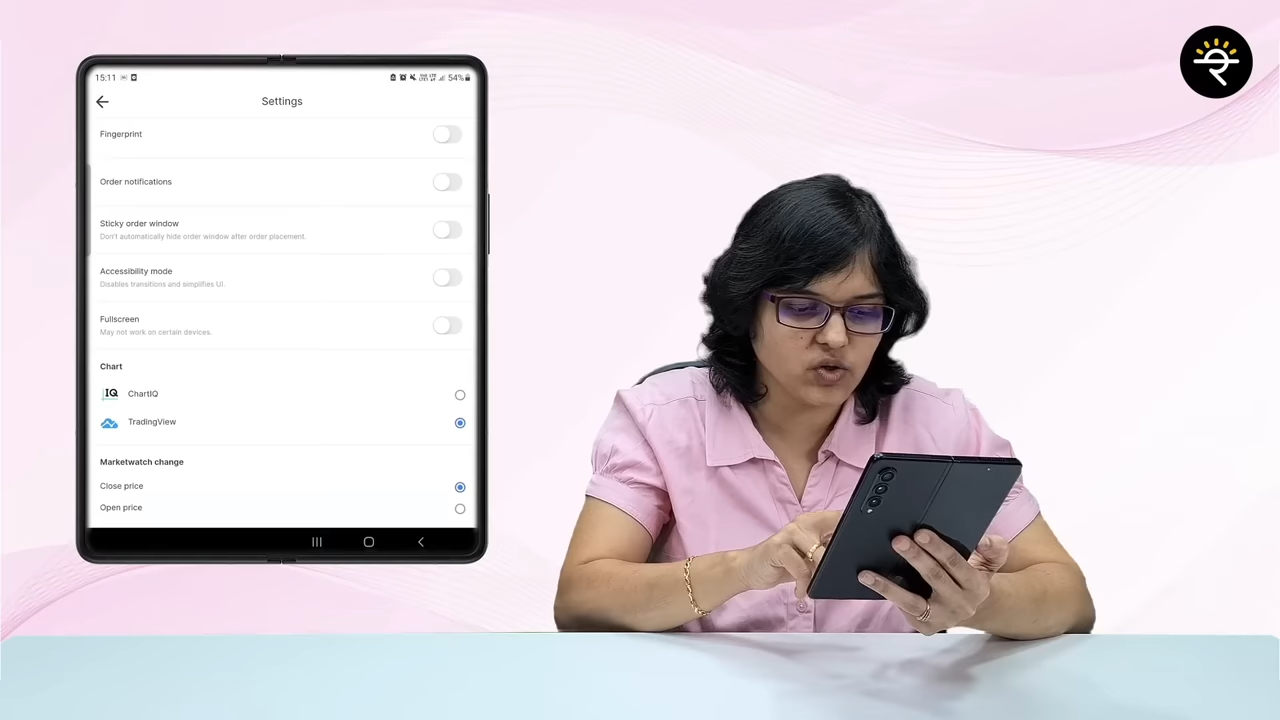 15:11
54%
Settings
Fingerprint
Order notifications
Sticky order window
Don't automatically hide order window after order placement.
Accessibility mode
Disables transitions and simplifies UI.
Fullscreen
May not work on certain devices.
Chart
IQ ChartIQ
TradingView
Marketwatch change
Close price
Open price